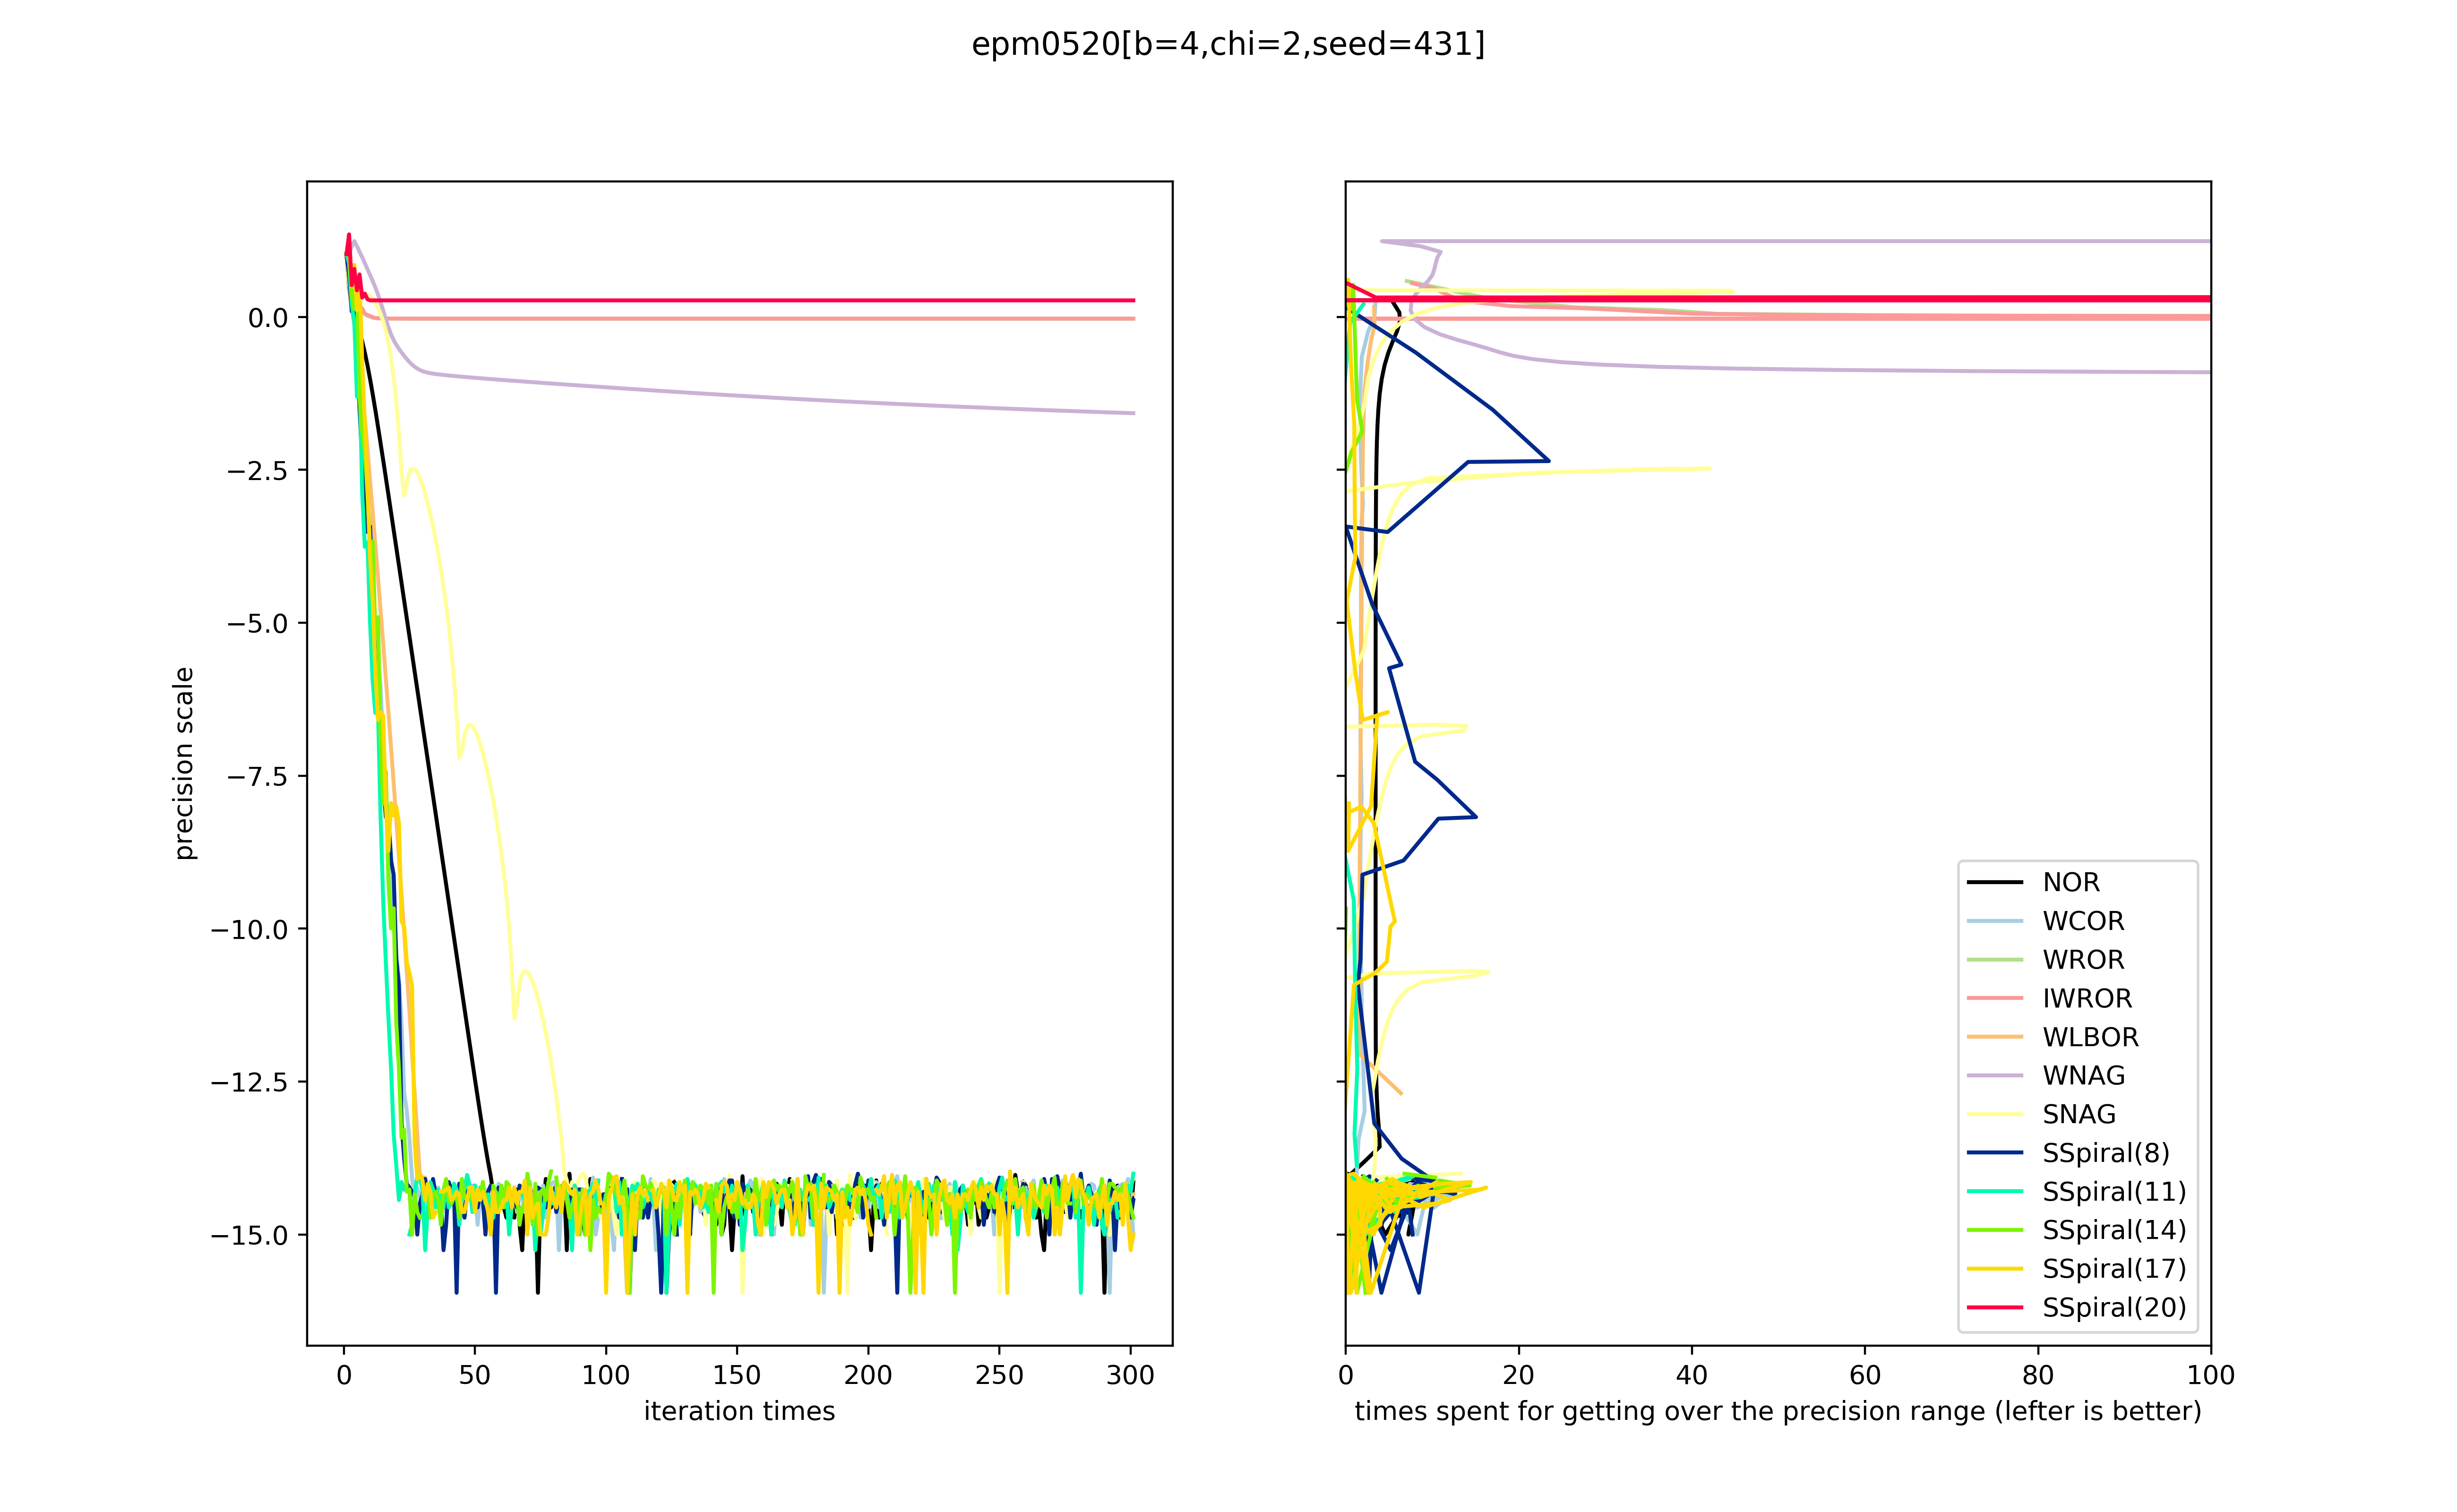 epm0520[b=4,chi=2,seed=431]
precision scale
0.0
−2.5
−5.0
−7.5
−10.0
−12.5
−15.0
0 50 100 150 200 250 300
iteration times
0 20 40 60 80 100
times spent for getting over the precision range (lefter is better)
NOR
WCOR
WROR
IWROR
WLBOR
WNAG
SNAG
SSpiral(8)
SSpiral(11)
SSpiral(14)
SSpiral(17)
SSpiral(20)